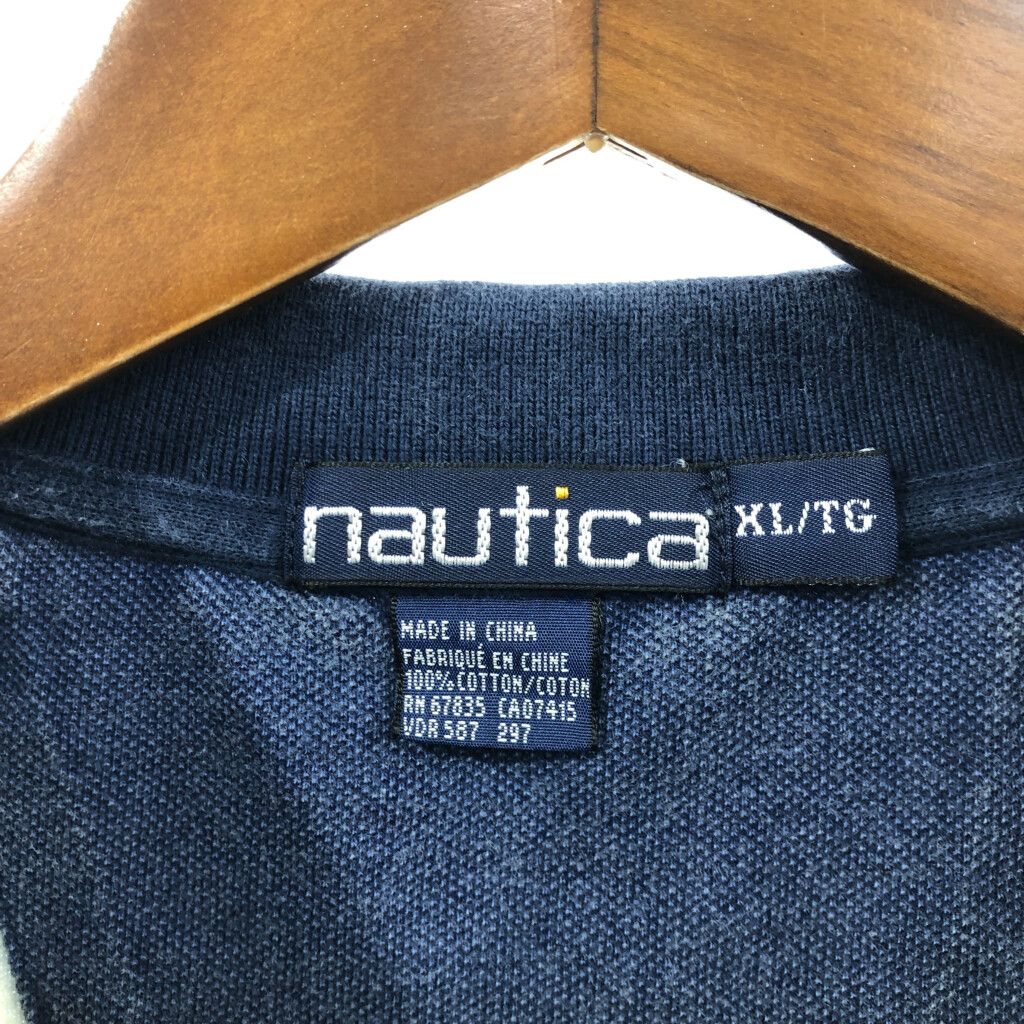 nautica
XL/TG
MADE IN CHINA
FABRIQUÉ EN CHINE
100% COTTON/COTON
RN 67835 CA07415
VDR 587 297